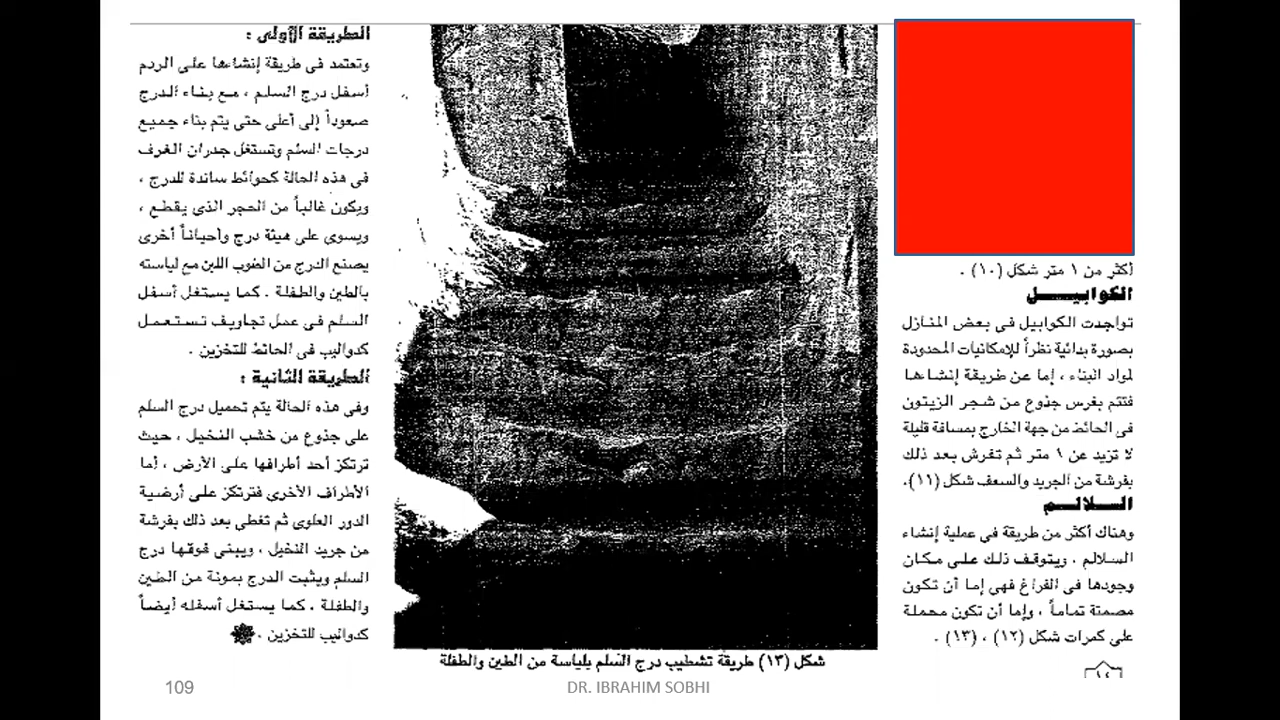 أكثر من ١ متر شكل (١٠) .
الكوابيـــل
تواجدت الكوابيل فى بعض المنازل
بصورة بدائية نظراً للإمكانيات المحدودة
لمواد البناء ، إما عن طريقة إنشاءها
فتتم بغرس جذوع من شجر الزيتون
فى الحائط من جهة الخارج بمسافة قليلة
لا تزيد عن ١ متر ثم تفرش بعد ذلك
بفرشة من الجريد والسعف شكل (١١).
الســلالـــم
وهناك أكثر من طريقة فى عملية إنشاء
السلالم . ويتوقف ذلك على مكان
وجودها فى الفراغ فهى إما أن تكون
مصمتة تماماً ، وإما أن تكون محملة
على كمرات شكل (١٢) ، (١٣) .
١٤
شكل (١٣) طريقة تشطيب درج السلم بلياسة من الطين والطفلة
الطريقة الأولى :
وتعتمد فى طريقة إنشاءها على الردم
أسفل درج السلم ، مع بناء الدرج
صعوداً إلى أعلى حتى يتم بناء جميع
درجات السلم وتستغل جدران الغرف
فى هذه الحالة كحوائط ساندة للدرج ،
ويكون غالباً من الحجر الذى يقطع ،
ويسوى على هيئة درج وأحياناً أخرى
يصنع الدرج من الطوب اللبن مع لياسته
بالطين والطفلة . كما يستغل أسفل
السلم فى عمل تجاويف تستعمل
كدواليب فى الحائط للتخزين .
الطريقة الثانية :
وفى هذه الحالة يتم تحميل درج السلم
على جذوع من خشب النخيل ، حيث
ترتكز أحد أطرافها على الأرض ، أما
الأطراف الأخرى فترتكز على أرضية
الدور العلوى ثم تغطى بعد ذلك بفرشة
من جريد النخيل ، ويبنى فوقها درج
السلم ويثبت الدرج بمونة من الطين
والطفلة . كما يستغل أسفله أيضاً
كدواليب للتخزين .
109
DR. IBRAHIM SOBHI